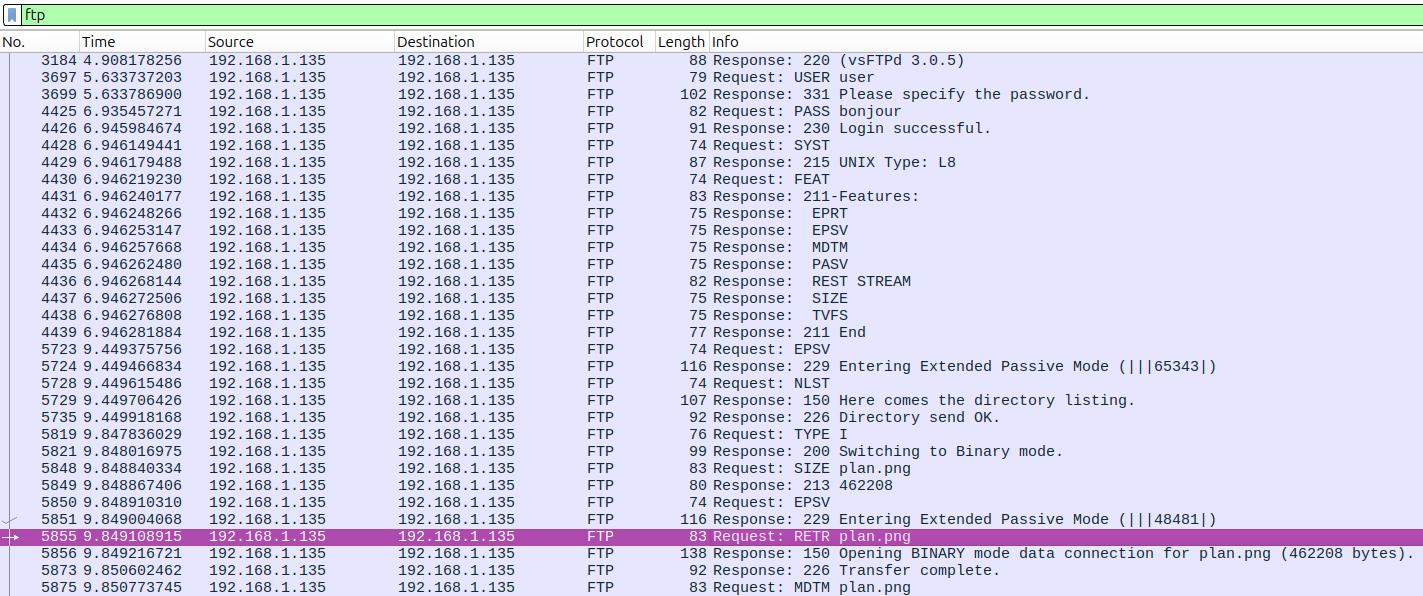 ftp
No. Time Source Destination Protocol Length Info
3184 4.908178256 192.168.1.135 192.168.1.135 FTP 88 Response: 220 (vsFTPd 3.0.5)
3697 5.633737203 192.168.1.135 192.168.1.135 FTP 79 Request: USER user
3699 5.633786900 192.168.1.135 192.168.1.135 FTP 102 Response: 331 Please specify the password.
4425 6.935457271 192.168.1.135 192.168.1.135 FTP 82 Request: PASS bonjour
4426 6.945984674 192.168.1.135 192.168.1.135 FTP 91 Response: 230 Login successful.
4428 6.946149441 192.168.1.135 192.168.1.135 FTP 74 Request: SYST
4429 6.946179488 192.168.1.135 192.168.1.135 FTP 87 Response: 215 UNIX Type: L8
4430 6.946219230 192.168.1.135 192.168.1.135 FTP 74 Request: FEAT
4431 6.946240177 192.168.1.135 192.168.1.135 FTP 83 Response: 211-Features:
4432 6.946248266 192.168.1.135 192.168.1.135 FTP 75 Response:  EPRT
4433 6.946253147 192.168.1.135 192.168.1.135 FTP 75 Response:  EPSV
4434 6.946257668 192.168.1.135 192.168.1.135 FTP 75 Response:  MDTM
4435 6.946262480 192.168.1.135 192.168.1.135 FTP 75 Response:  PASV
4436 6.946268144 192.168.1.135 192.168.1.135 FTP 82 Response:  REST STREAM
4437 6.946272506 192.168.1.135 192.168.1.135 FTP 75 Response:  SIZE
4438 6.946276808 192.168.1.135 192.168.1.135 FTP 75 Response:  TVFS
4439 6.946281884 192.168.1.135 192.168.1.135 FTP 77 Response: 211 End
5723 9.449375756 192.168.1.135 192.168.1.135 FTP 74 Request: EPSV
5724 9.449466834 192.168.1.135 192.168.1.135 FTP 116 Response: 229 Entering Extended Passive Mode (|||65343|)
5728 9.449615486 192.168.1.135 192.168.1.135 FTP 74 Request: NLST
5729 9.449706426 192.168.1.135 192.168.1.135 FTP 107 Response: 150 Here comes the directory listing.
5735 9.449918168 192.168.1.135 192.168.1.135 FTP 92 Response: 226 Directory send OK.
5819 9.847836029 192.168.1.135 192.168.1.135 FTP 76 Request: TYPE I
5821 9.848016975 192.168.1.135 192.168.1.135 FTP 99 Response: 200 Switching to Binary mode.
5848 9.848840334 192.168.1.135 192.168.1.135 FTP 83 Request: SIZE plan.png
5849 9.848867406 192.168.1.135 192.168.1.135 FTP 80 Response: 213 462208
5850 9.848910310 192.168.1.135 192.168.1.135 FTP 74 Request: EPSV
5851 9.849004068 192.168.1.135 192.168.1.135 FTP 116 Response: 229 Entering Extended Passive Mode (|||48481|)
5855 9.849108915 192.168.1.135 192.168.1.135 FTP 83 Request: RETR plan.png
5856 9.849216721 192.168.1.135 192.168.1.135 FTP 138 Response: 150 Opening BINARY mode data connection for plan.png (462208 bytes).
5873 9.850602462 192.168.1.135 192.168.1.135 FTP 92 Response: 226 Transfer complete.
5875 9.850773745 192.168.1.135 192.168.1.135 FTP 83 Request: MDTM plan.png